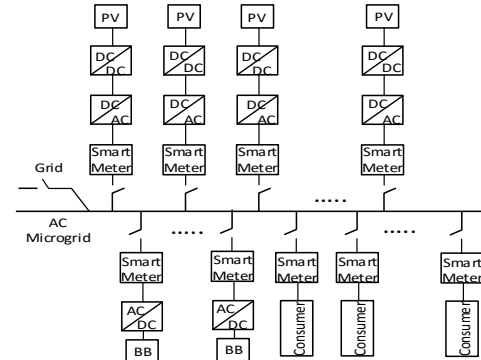 PV PV PV PV
DC DC DC DC
DC DC DC DC
DC DC DC DC
AC AC AC AC
Smart Smart Smart Smart
Meter Meter Meter Meter
Grid
.....
AC
Microgrid
..... .....
Smart Smart Smart Smart Smart
Meter Meter Meter Meter Meter
AC AC
DC DC
Consumer Consumer Consumer
BB BB